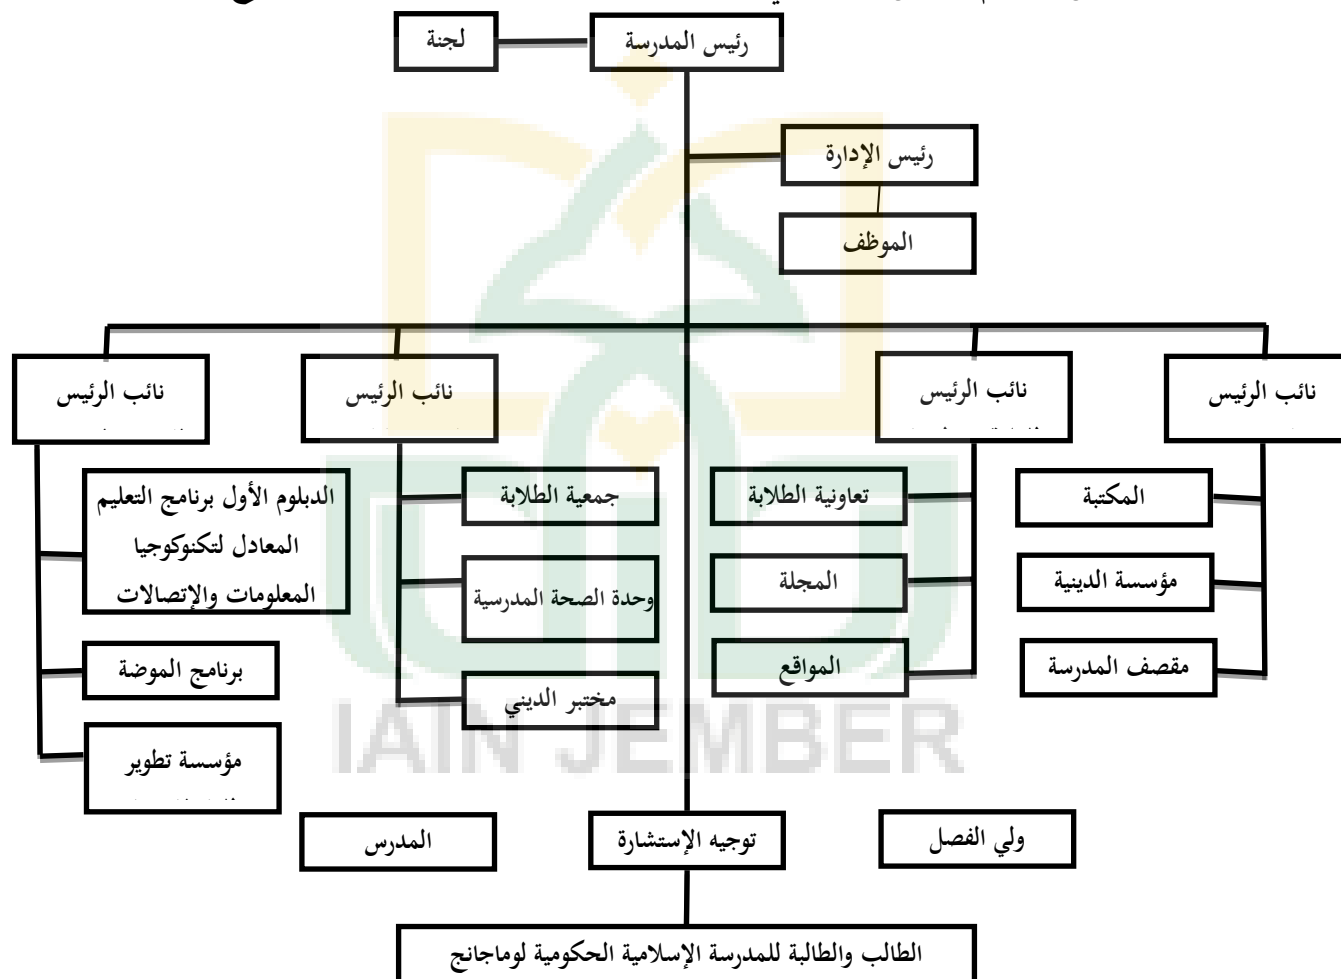 رئيس المدرسة
لجنة
رئيس الإدارة
الموظف
نائب الرئيس
نائب الرئيس
نائب الرئيس
نائب الرئيس
المكتبة
مؤسسة الدينية
مقصف المدرسة
تعاونية الطلابة
المجلة
المواقع
جمعية الطلابة
وحدة الصحة المدرسية
مختبر الديني
الدبلوم الأول برنامج التعليم
المعادل لتكنوكوجيا
المعلومات والإتصالات
برنامج الموضة
مؤسسة تطوير
IAIN JEMBER
ولي الفصل
توجيه الإستشارة
المدرس
الطالب والطالبة للمدرسة الإسلامية الحكومية لوماجانج